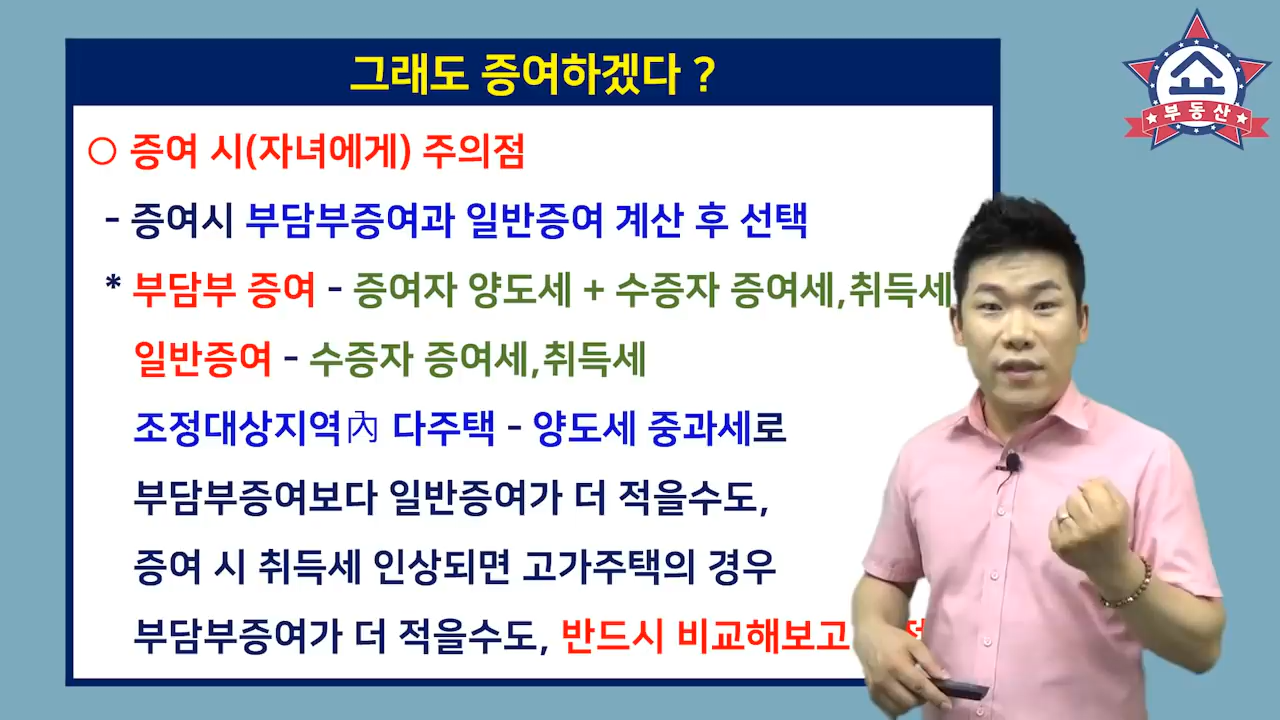 그래도 증여하겠다 ?
부동산
○ 증여 시(자녀에게) 주의점
- 증여시 부담부증여과 일반증여 계산 후 선택
* 부담부 증여 - 증여자 양도세 + 수증자 증여세,취득세
일반증여 - 수증자 증여세,취득세
조정대상지역內 다주택 - 양도세 중과세로
부담부증여보다 일반증여가 더 적을수도,
증여 시 취득세 인상되면 고가주택의 경우
부담부증여가 더 적을수도, 반드시 비교해보고